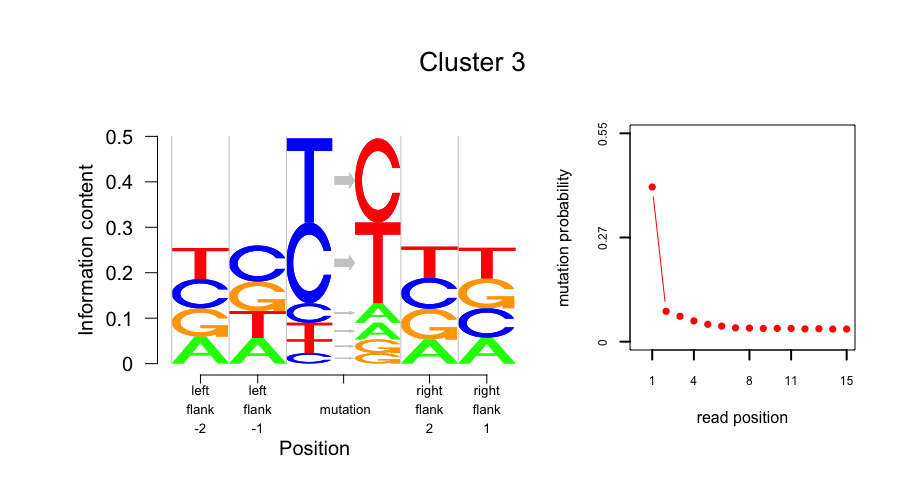 Cluster 3
Information content
0.5
0.4
0.3
0.2
0.1
0
T
C
G
A
C
G
T
A
T
C
C
T
T
C
C
T
A
A
G
G
T
C
G
A
T
G
C
A
left
flank
-2
left
flank
-1
mutation
right
flank
2
right
flank
1
Position
mutation probability
0.55
0.27
0
1
4
8
11
15
read position